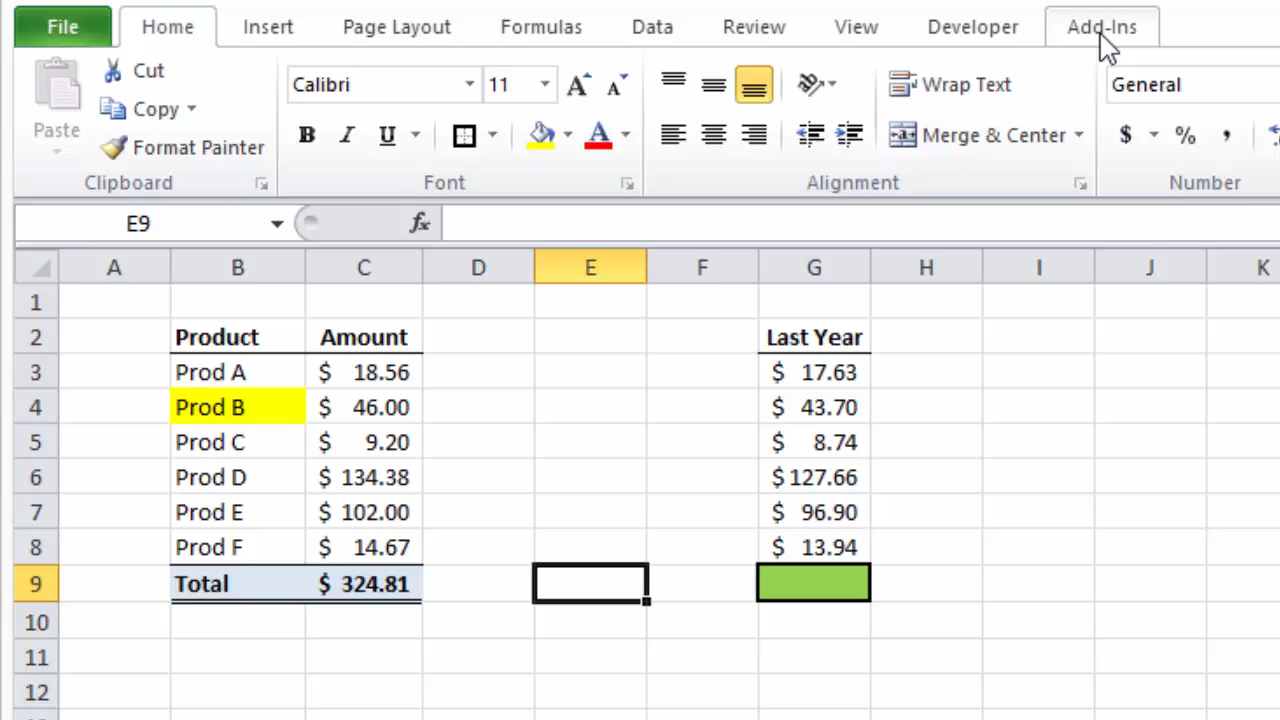 File Home Insert Page Layout Formulas Data Review View Developer Add-Ins
Cut
Copy
Format Painter
Paste
Clipboard
Calibri 11 A A
B I U A
Font
Wrap Text
Merge & Center
Alignment
General
$ % ,
Number
E9 fx
A B C D E F G H I J K
1
2 Product Amount Last Year
3 Prod A $ 18.56 $ 17.63
4 Prod B $ 46.00 $ 43.70
5 Prod C $ 9.20 $ 8.74
6 Prod D $ 134.38 $ 127.66
7 Prod E $ 102.00 $ 96.90
8 Prod F $ 14.67 $ 13.94
9 Total $ 324.81
10
11
12